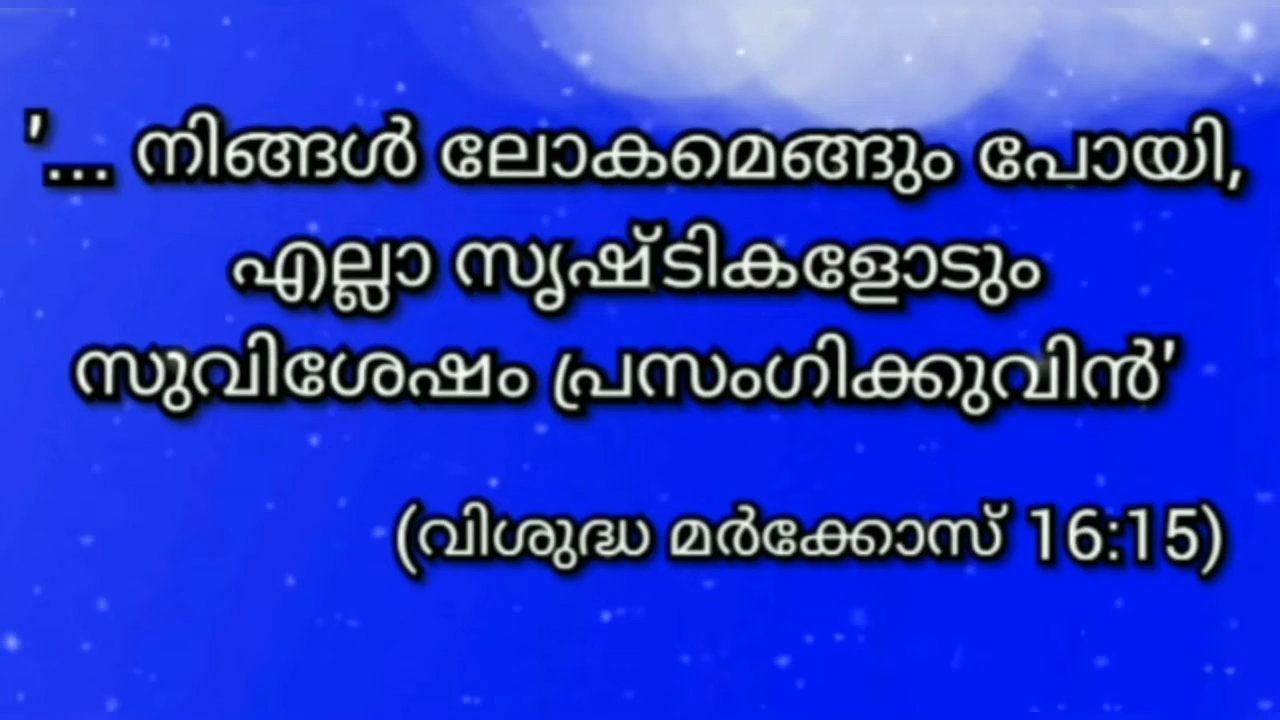 '... നിങ്ങൾ ലോകമെങ്ങും പോയി,
എല്ലാ സൃഷ്ടികളോടും
സുവിശേഷം പ്രസംഗിക്കുവിൻ'
(വിശുദ്ധ മർക്കോസ് 16:15)